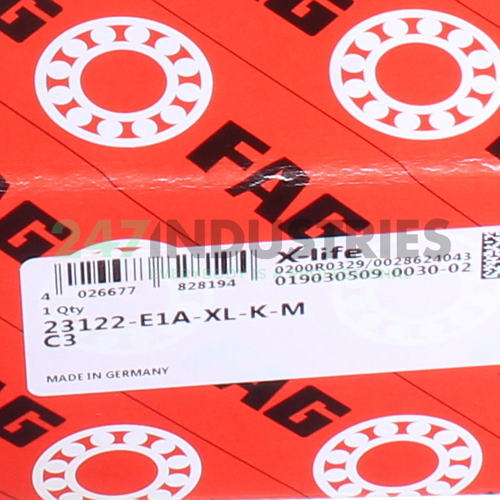 FAG
FAG
FAG
247INDUSTRIES
X-life
0200R0329/0028624043
019030509-0030-02
4 026677 828194
1 Qty
23122-E1A-XL-K-M
C3
MADE IN GERMANY
FAG